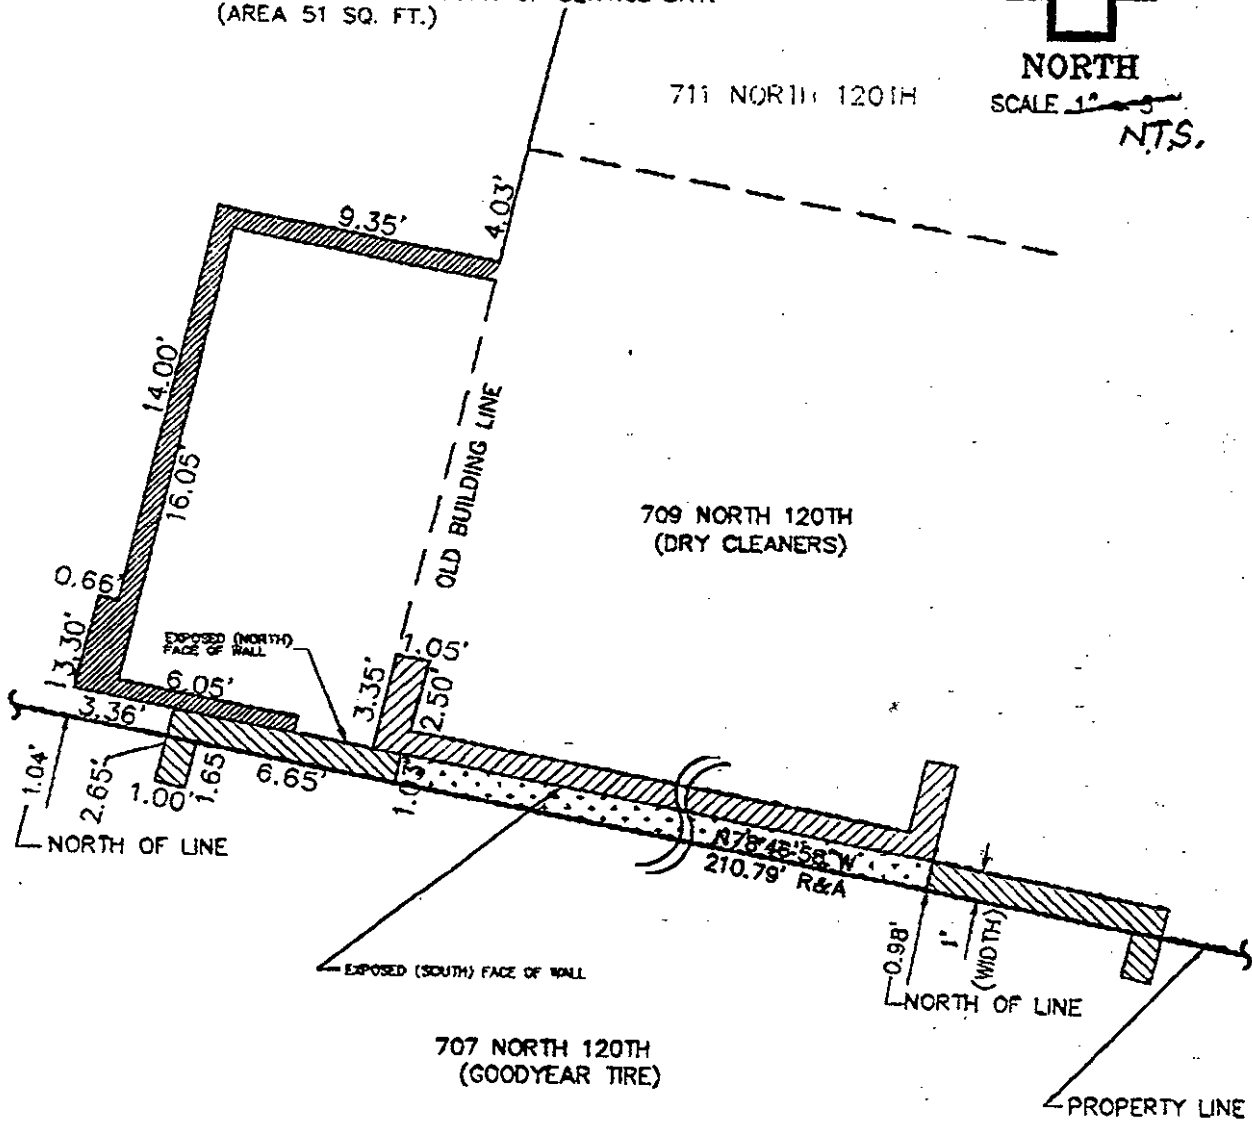 (AREA 51 SQ. FT.)
NORTH
SCALE 1"
N.T.S.
711 NORTH 120TH
9.35'
4.03'
14.00'
16.05'
OLD BUILDING LINE
709 NORTH 120TH
(DRY CLEANERS)
0.66'
13.30'
EXPOSED (NORTH)
FACE OF WALL
6.05'
3.36'
3.35'
1.05'
2.50'
1.04'
2.65'
1.00'
1.65'
6.65'
NORTH OF LINE
210.79' R&A
0.98'
1'
(WIDTH)
NORTH OF LINE
EXPOSED (SOUTH) FACE OF WALL
707 NORTH 120TH
(GOODYEAR TIRE)
PROPERTY LINE